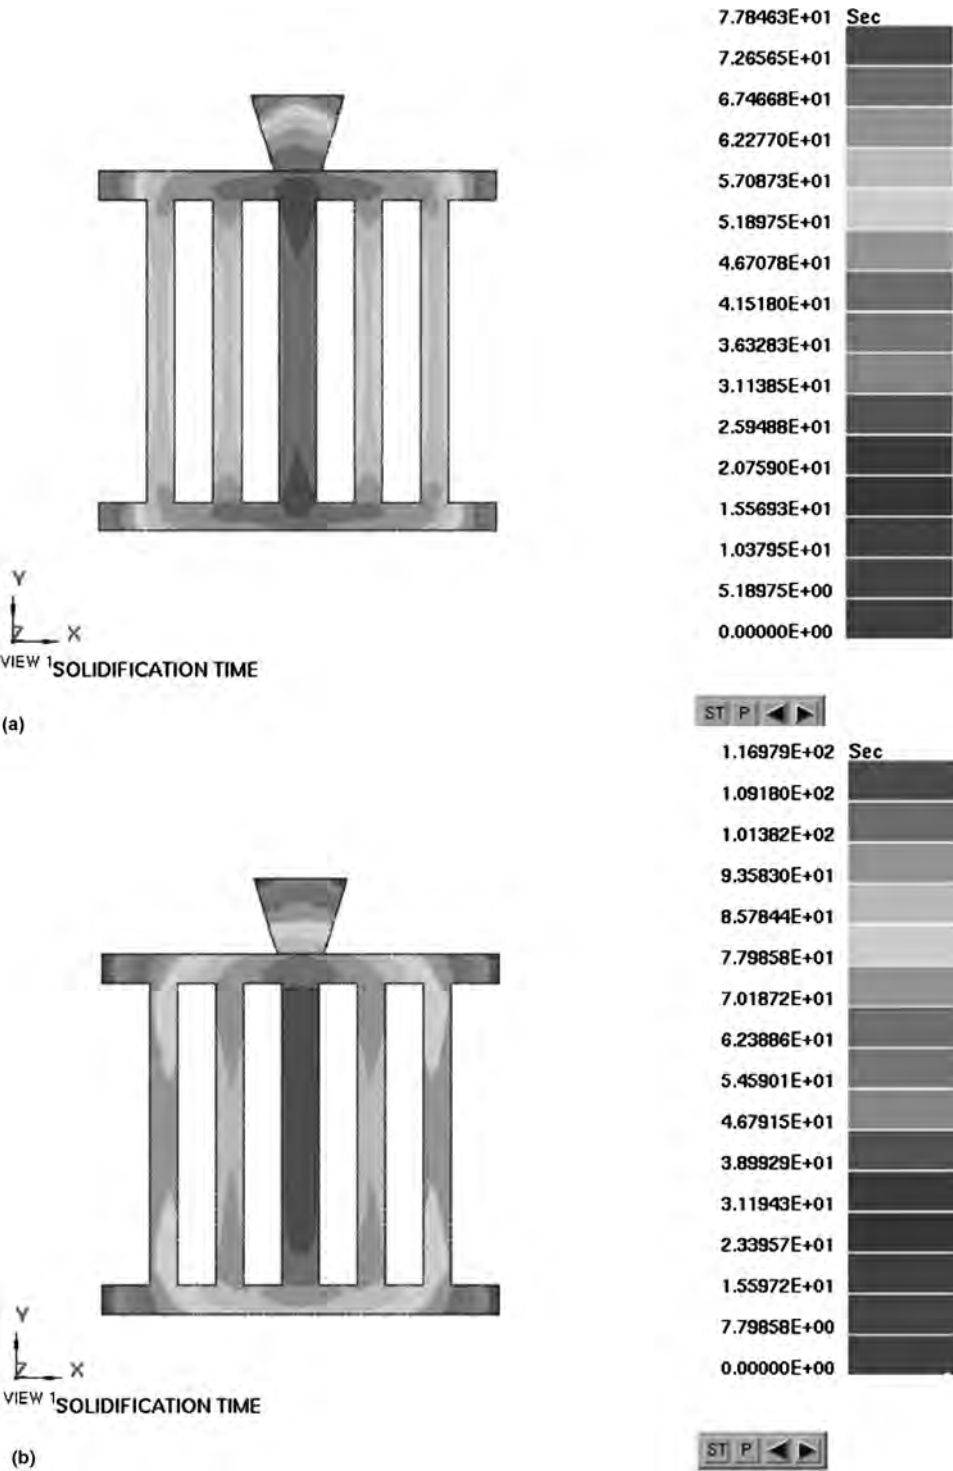 7.78463E+01 Sec
7.26565E+01
6.74668E+01
6.22770E+01
5.70873E+01
5.18975E+01
4.67078E+01
4.15180E+01
3.63283E+01
3.11385E+01
2.59488E+01
2.07590E+01
1.55693E+01
1.03795E+01
5.18975E+00
0.00000E+00
Y
Z X
VIEW 1 SOLIDIFICATION TIME
(a)
ST P
1.16979E+02 Sec
1.09180E+02
1.01382E+02
9.35830E+01
8.57844E+01
7.79858E+01
7.01872E+01
6.23886E+01
5.45901E+01
4.67915E+01
3.89929E+01
3.11943E+01
2.33957E+01
1.55972E+01
7.79858E+00
0.00000E+00
Y
Z X
VIEW 1 SOLIDIFICATION TIME
(b)
ST P